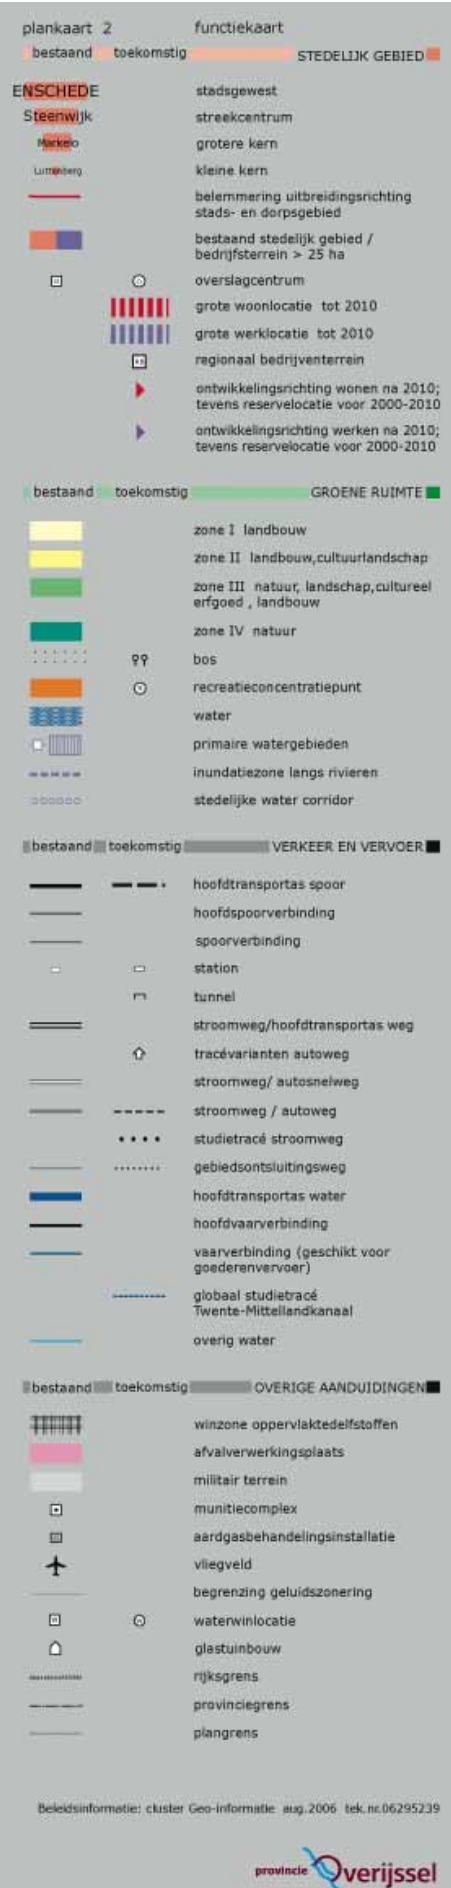 plankaart 2 functiekaart
bestaand toekomstig STEDELIJK GEBIED
ENSCHEDE stadsgewest
Steenwijk streekcentrum
Markelo grotere kern
Luttenberg kleine kern
belemmering uitbreidingsrichting
stads- en dorpsgebied
bestaand stedelijk gebied /
bedrijfsterrein > 25 ha
overslagcentrum
grote woonlocatie tot 2010
grote werklocatie tot 2010
regionaal bedrijventerrein
ontwikkelingsrichting wonen na 2010;
tevens reservelocatie voor 2000-2010
ontwikkelingsrichting werken na 2010;
tevens reservelocatie voor 2000-2010
bestaand toekomstig GROENE RUIMTE
zone I landbouw
zone II landbouw,cultuurlandschap
zone III natuur, landschap,cultureel
erfgoed , landbouw
zone IV natuur
bos
recreatieconcentratiepunt
water
primaire watergebieden
inundatiezone langs rivieren
stedelijke water corridor
bestaand toekomstig VERKEER EN VERVOER
hoofdtransportas spoor
hoofdspoorverbinding
spoorverbinding
station
tunnel
stroomweg/hoofdtransportas weg
tracévarianten autoweg
stroomweg/ autosnelweg
stroomweg / autoweg
studietracé stroomweg
gebiedsontsluitingsweg
hoofdtransportas water
hoofdvaarverbinding
vaarverbinding (geschikt voor
goederenvervoer)
globaal studietracé
Twente-Mittellandkanaal
overig water
bestaand toekomstig OVERIGE AANDUIDINGEN
winzone oppervlaktedelfstoffen
afvalverwerkingsplaats
militair terrein
munitiecomplex
aardgasbehandelingsinstallatie
vliegveld
begrenzing geluidszonering
waterwinlocatie
glastuinbouw
rijksgrens
provinciegrens
plangrens
Beleidsinformatie: cluster Geo-informatie aug.2006 tek.nr.06295239
provincie Overijssel